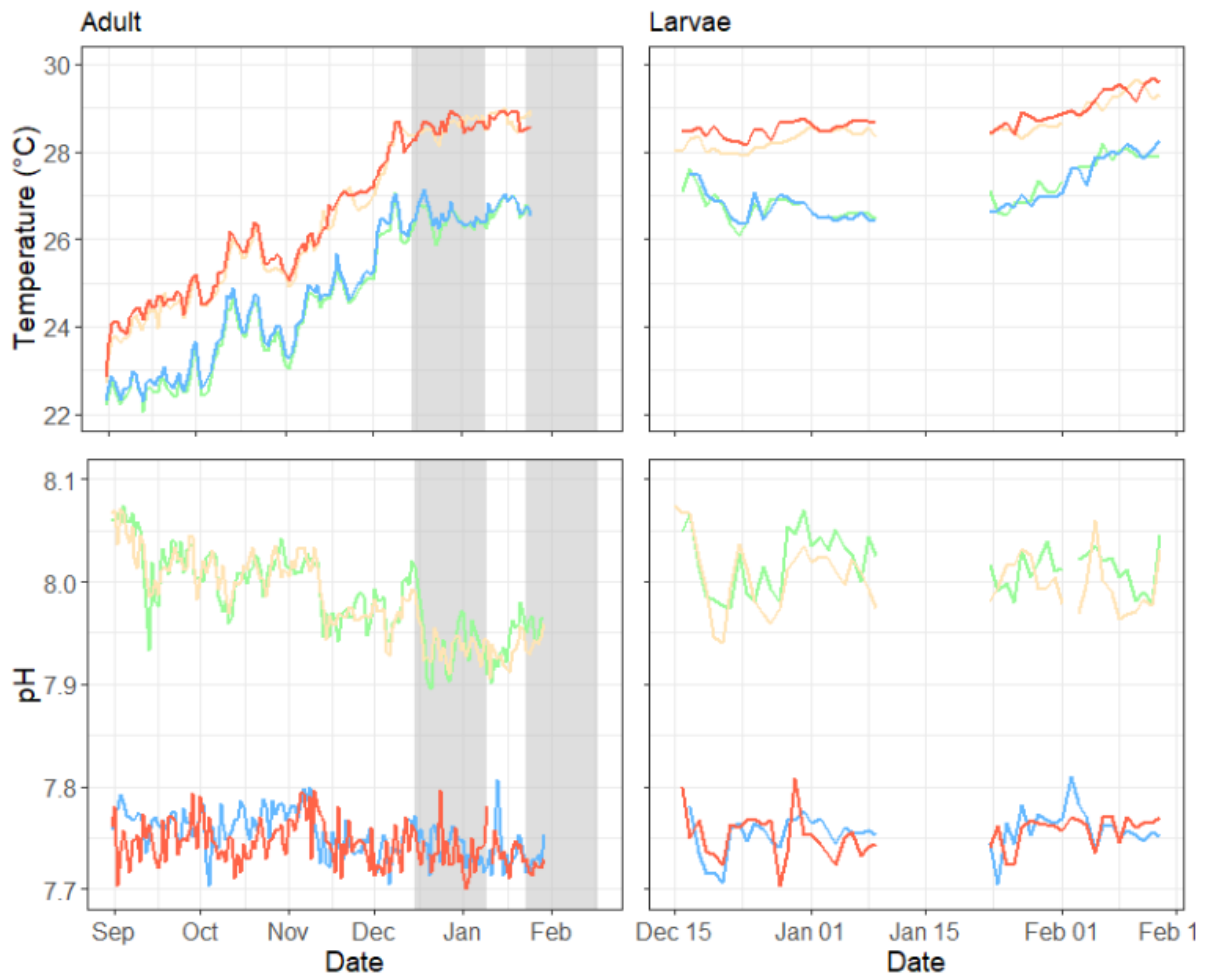 Adult
Larvae
Temperature (°C)
30
28
26
24
22
pH
8.1
8.0
7.9
7.8
7.7
Sep Oct Nov Dec Jan Feb
Date
Dec 15 Jan 01 Jan 15 Feb 01 Feb 1
Date